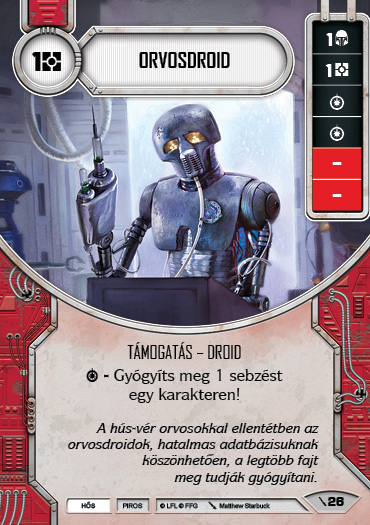 1
ORVOSDROID
1
1
-
-
TÁMOGATÁS – DROID
- Gyógyíts meg 1 sebzést
egy karakteren!
A hús-vér orvosokkal ellentétben az
orvosdroidok, hatalmas adatbázisuknak
köszönhetően, a legtöbb fajt
meg tudják gyógyítani.
HŐS PIROS © LFL © FFG Matthew Starbuck 26